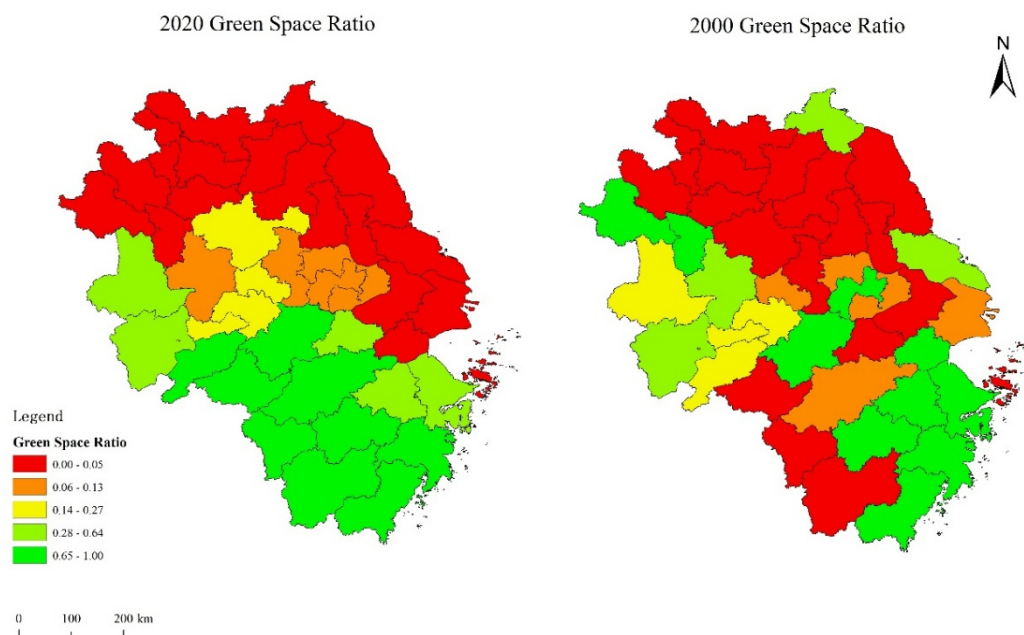 2020 Green Space Ratio
2000 Green Space Ratio
N
Legend
Green Space Ratio
0.00 - 0.05
0.06 - 0.13
0.14 - 0.27
0.28 - 0.64
0.65 - 1.00
0 100 200 km